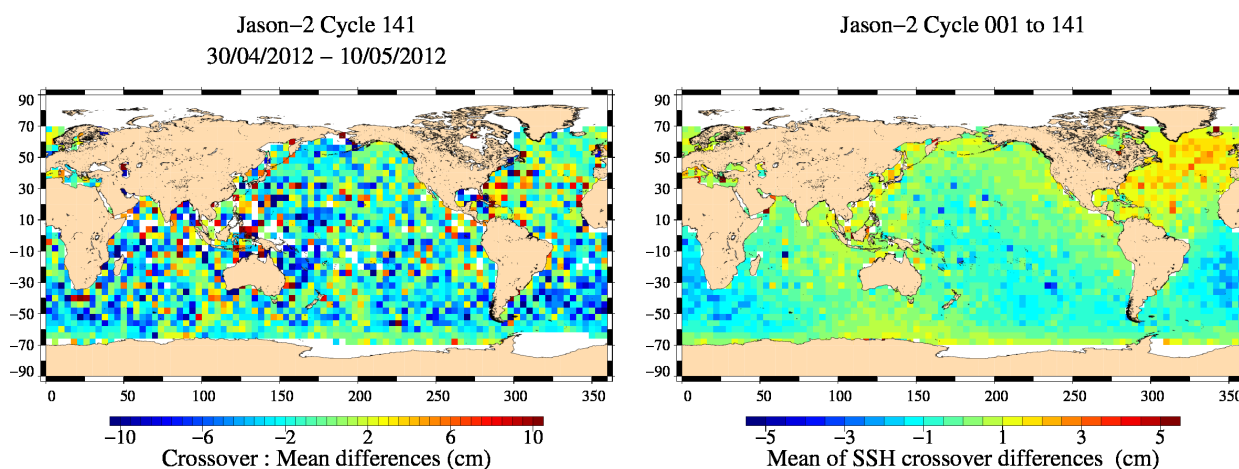 Jason−2 Cycle 141
30/04/2012 − 10/05/2012
90
70
50
30
10
−10
−30
−50
−70
−90
0 50 100 150 200 250 300 350
−10 −6 −2 2 6 10
Crossover : Mean differences (cm)
Jason−2 Cycle 001 to 141
90
70
50
30
10
−10
−30
−50
−70
−90
0 50 100 150 200 250 300 350
−5 −3 −1 1 3 5
Mean of SSH crossover differences (cm)